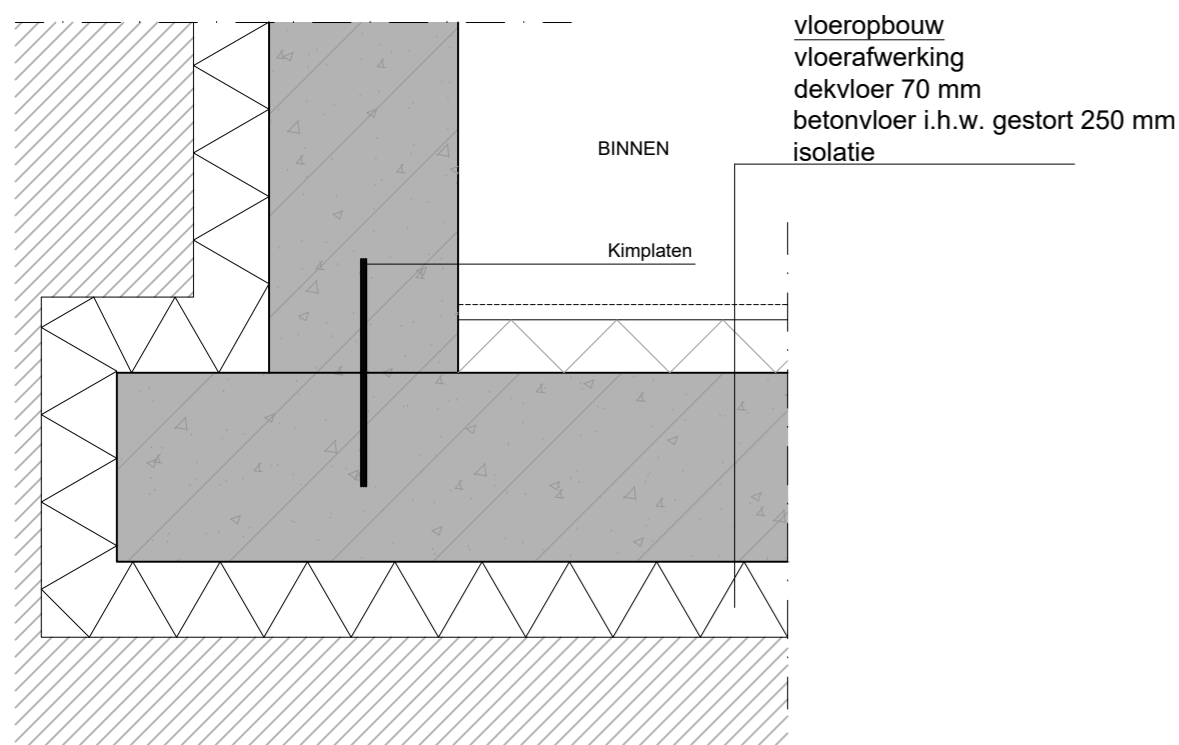 vloeropbouw
vloerafwerking
dekvloer 70 mm
betonvloer i.h.w. gestort 250 mm
isolatie
BINNEN
Kimplaten